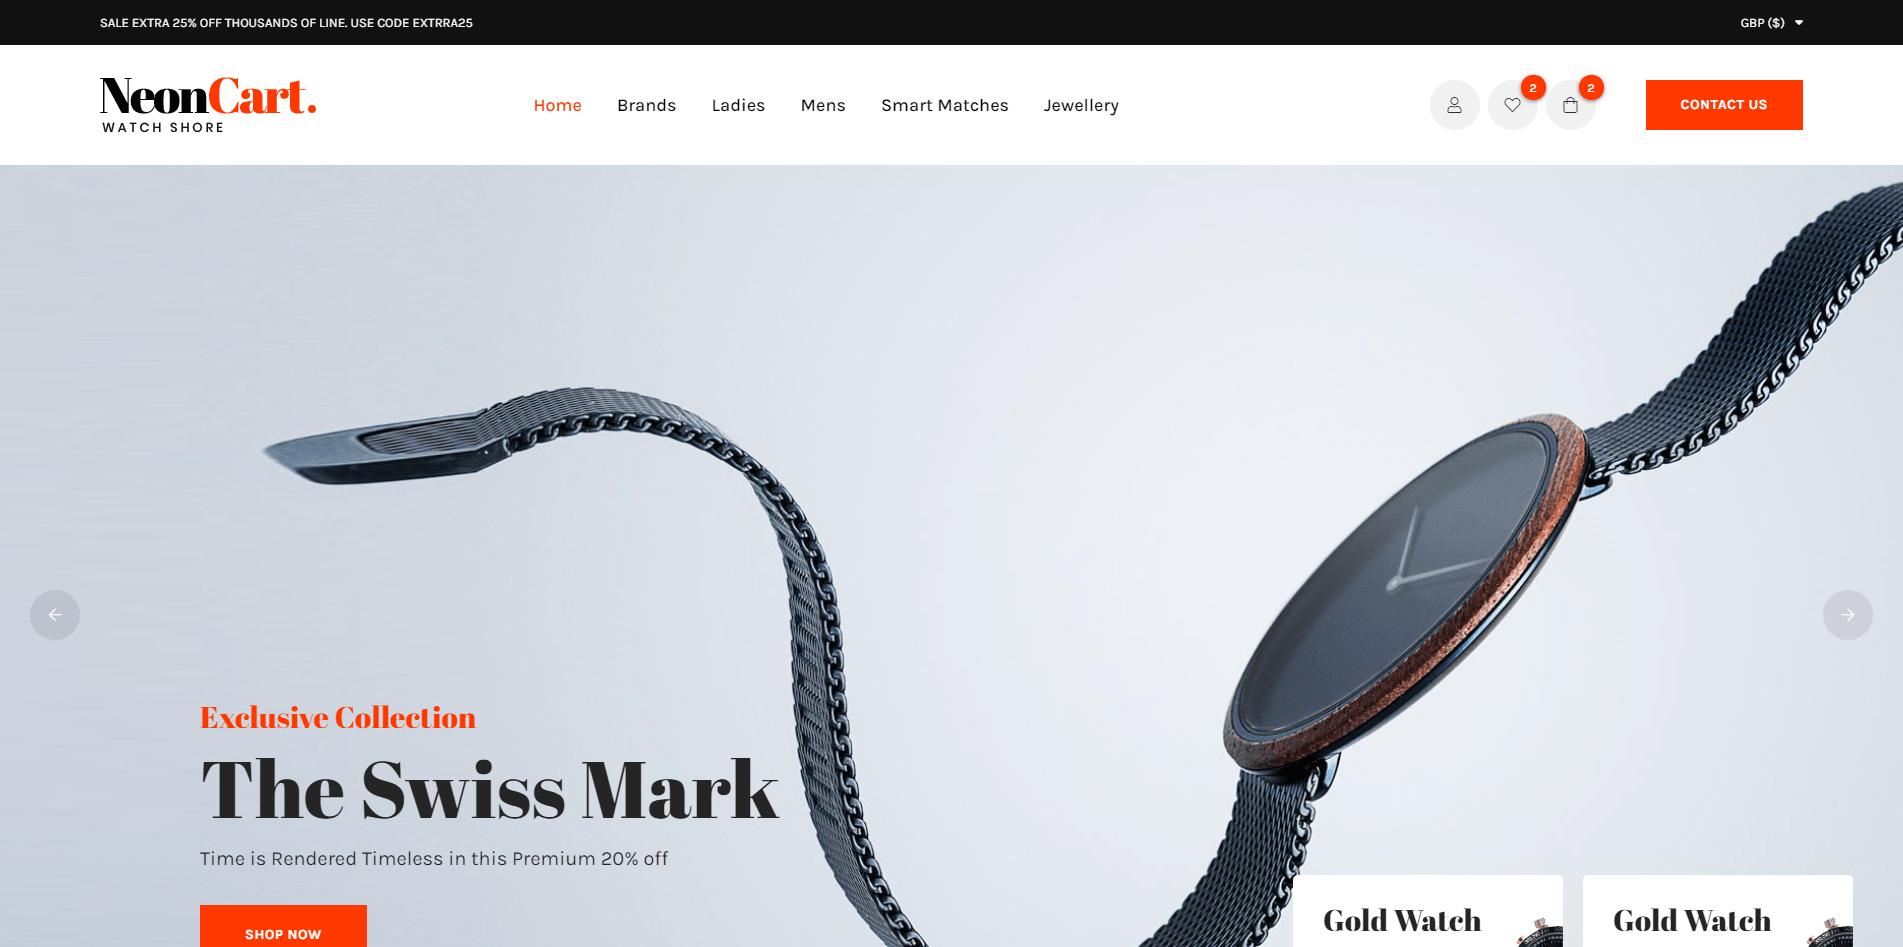 SALE EXTRA 25% OFF THOUSANDS OF LINE. USE CODE EXTRRA25
GBP ($)
NeonCart.
WATCH SHORE
Home
Brands
Ladies
Mens
Smart Matches
Jewellery
2
2
CONTACT US
Exclusive Collection
The Swiss Mark
Time is Rendered Timeless in this Premium 20% off
SHOP NOW
Gold Watch
Gold Watch